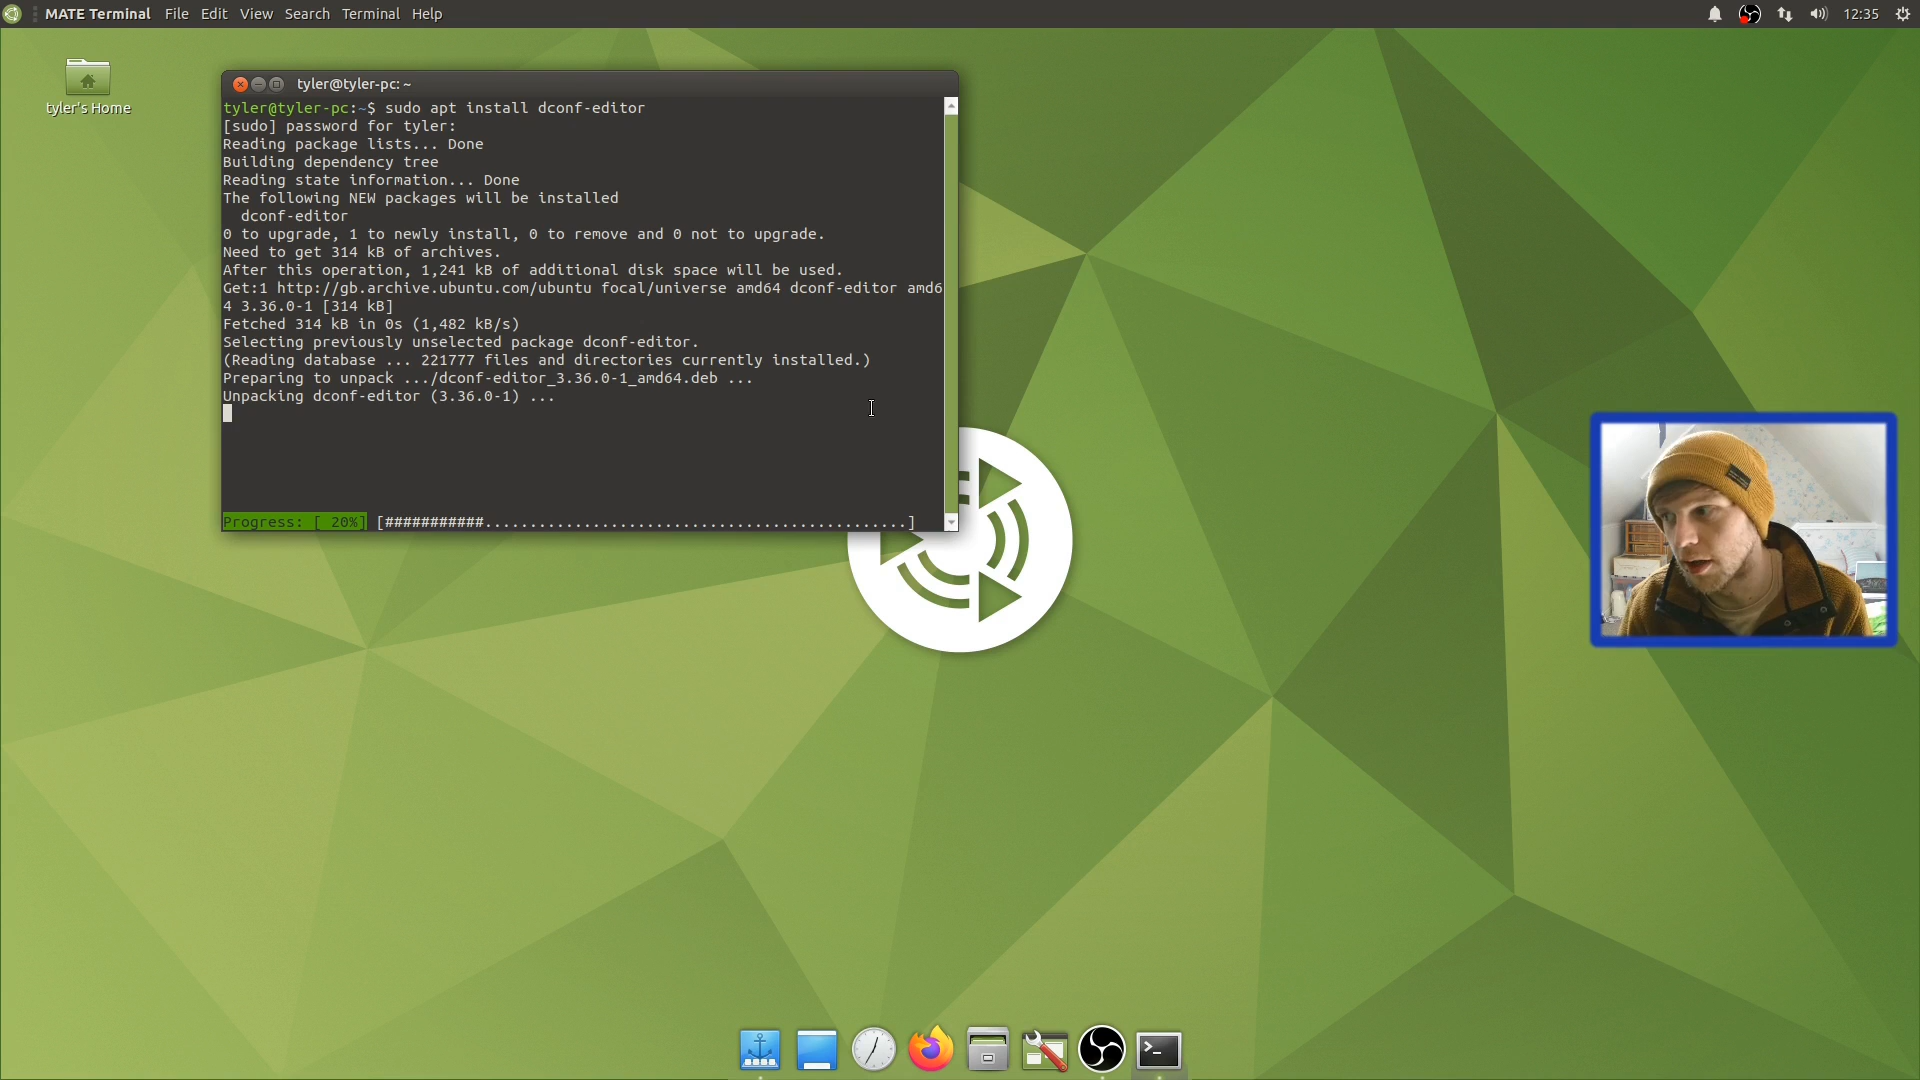 MATE Terminal File Edit View Search Terminal Help 12:35
tyler's Home
tyler@tyler-pc: ~
tyler@tyler-pc:~$ sudo apt install dconf-editor
[sudo] password for tyler:
Reading package lists... Done
Building dependency tree
Reading state information... Done
The following NEW packages will be installed
dconf-editor
0 to upgrade, 1 to newly install, 0 to remove and 0 not to upgrade.
Need to get 314 kB of archives.
After this operation, 1,241 kB of additional disk space will be used.
Get:1 http://gb.archive.ubuntu.com/ubuntu focal/universe amd64 dconf-editor amd6
4 3.36.0-1 [314 kB]
Fetched 314 kB in 0s (1,482 kB/s)
Selecting previously unselected package dconf-editor.
(Reading database ... 221777 files and directories currently installed.)
Preparing to unpack .../dconf-editor_3.36.0-1_amd64.deb ...
Unpacking dconf-editor (3.36.0-1) ...
Progress: [ 20%] [###########...............................................]